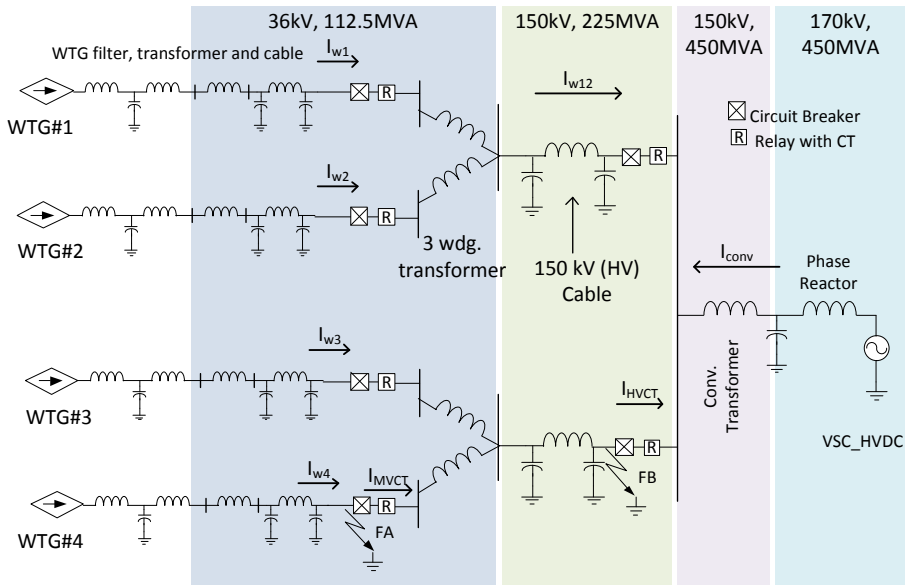 36kV, 112.5MVA
150kV, 225MVA
150kV,
450MVA
170kV,
450MVA
WTG filter, transformer and cable
Iw1
Iw12
WTG#1
R
R
Circuit Breaker
R Relay with CT
Iw2
R
WTG#2
3 wdg.
transformer
150 kV (HV)
Cable
Iconv
Phase
Reactor
Iw3
R
WTG#3
IHVCT
Conv.
Transformer
VSC_HVDC
Iw4
IMVCT
R
R
WTG#4
FA
FB